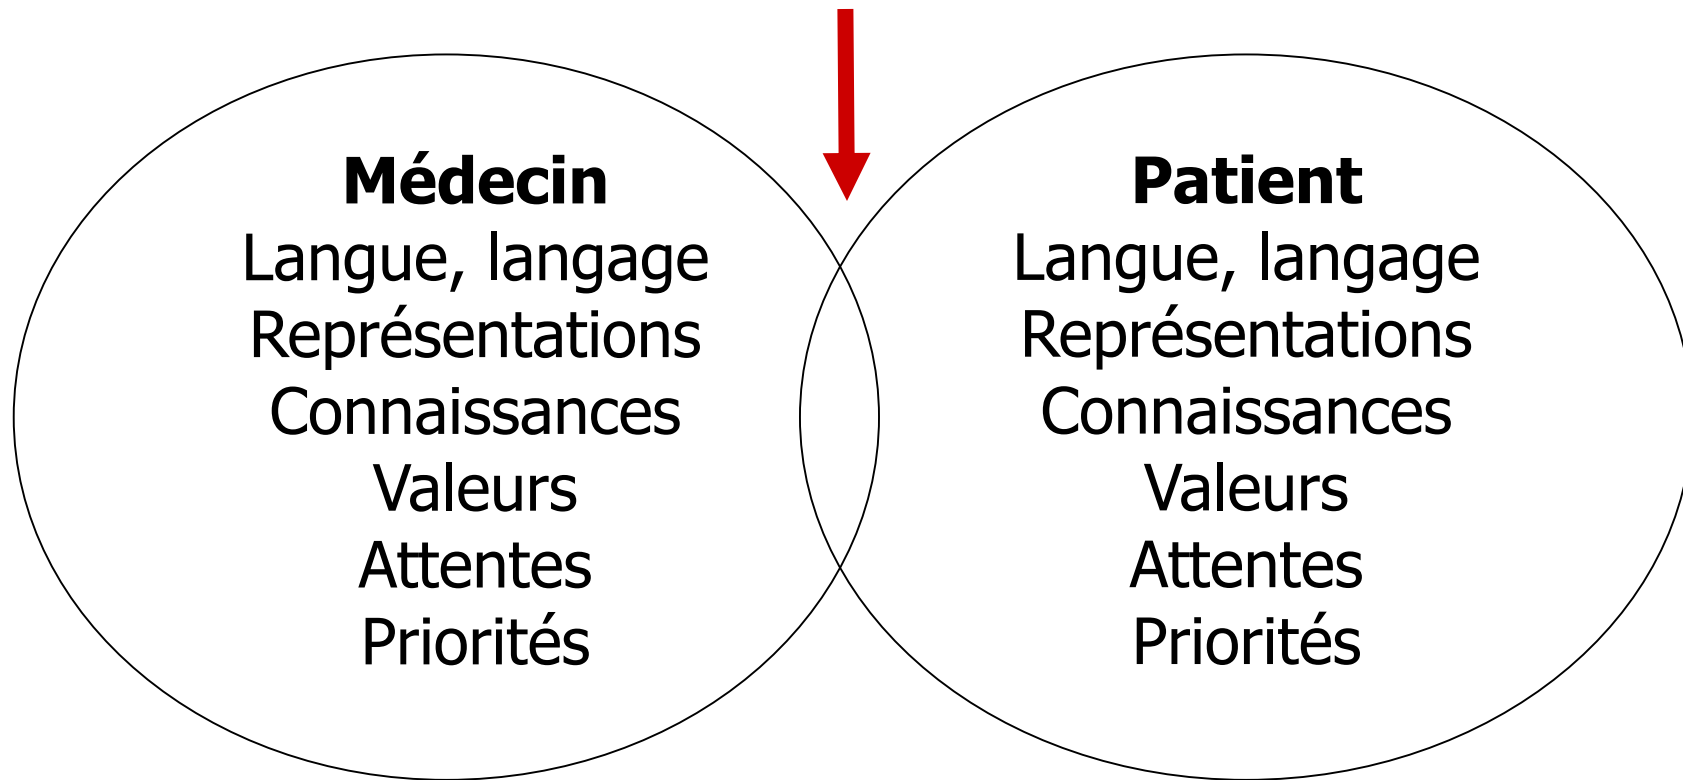 Médecin
Langue, langage
Représentations
Connaissances
Valeurs
Attentes
Priorités
Patient
Langue, langage
Représentations
Connaissances
Valeurs
Attentes
Priorités